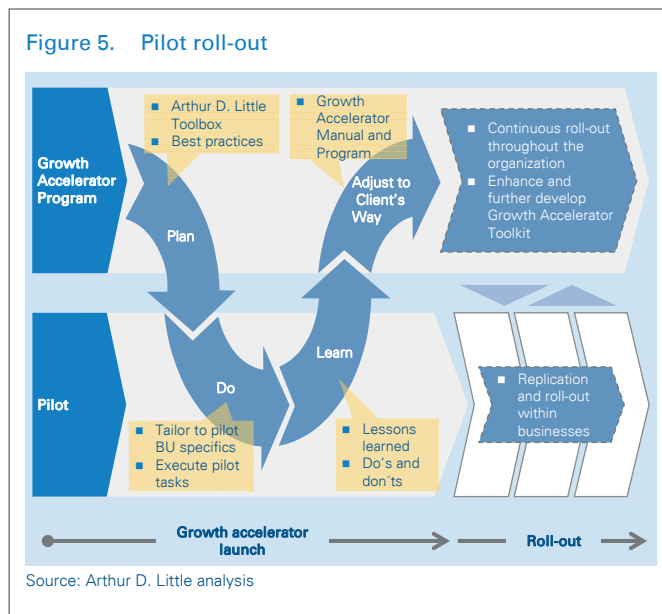 Figure 5. Pilot roll-out
Growth
Accelerator
Program
Arthur D. Little
Toolbox
Best practices
Plan
Growth
Accelerator
Manual and
Program
Adjust to
Client's
Way
Continuous roll-out
throughout the
organization
Enhance and
further develop
Growth Accelerator
Toolkit
Pilot
Do
Tailor to pilot
BU specifics
Execute pilot
tasks
Learn
Lessons
learned
Do's and
don'ts
Replication
and roll-out
within
businesses
Growth accelerator
launch
Roll-out
Source: Arthur D. Little analysis